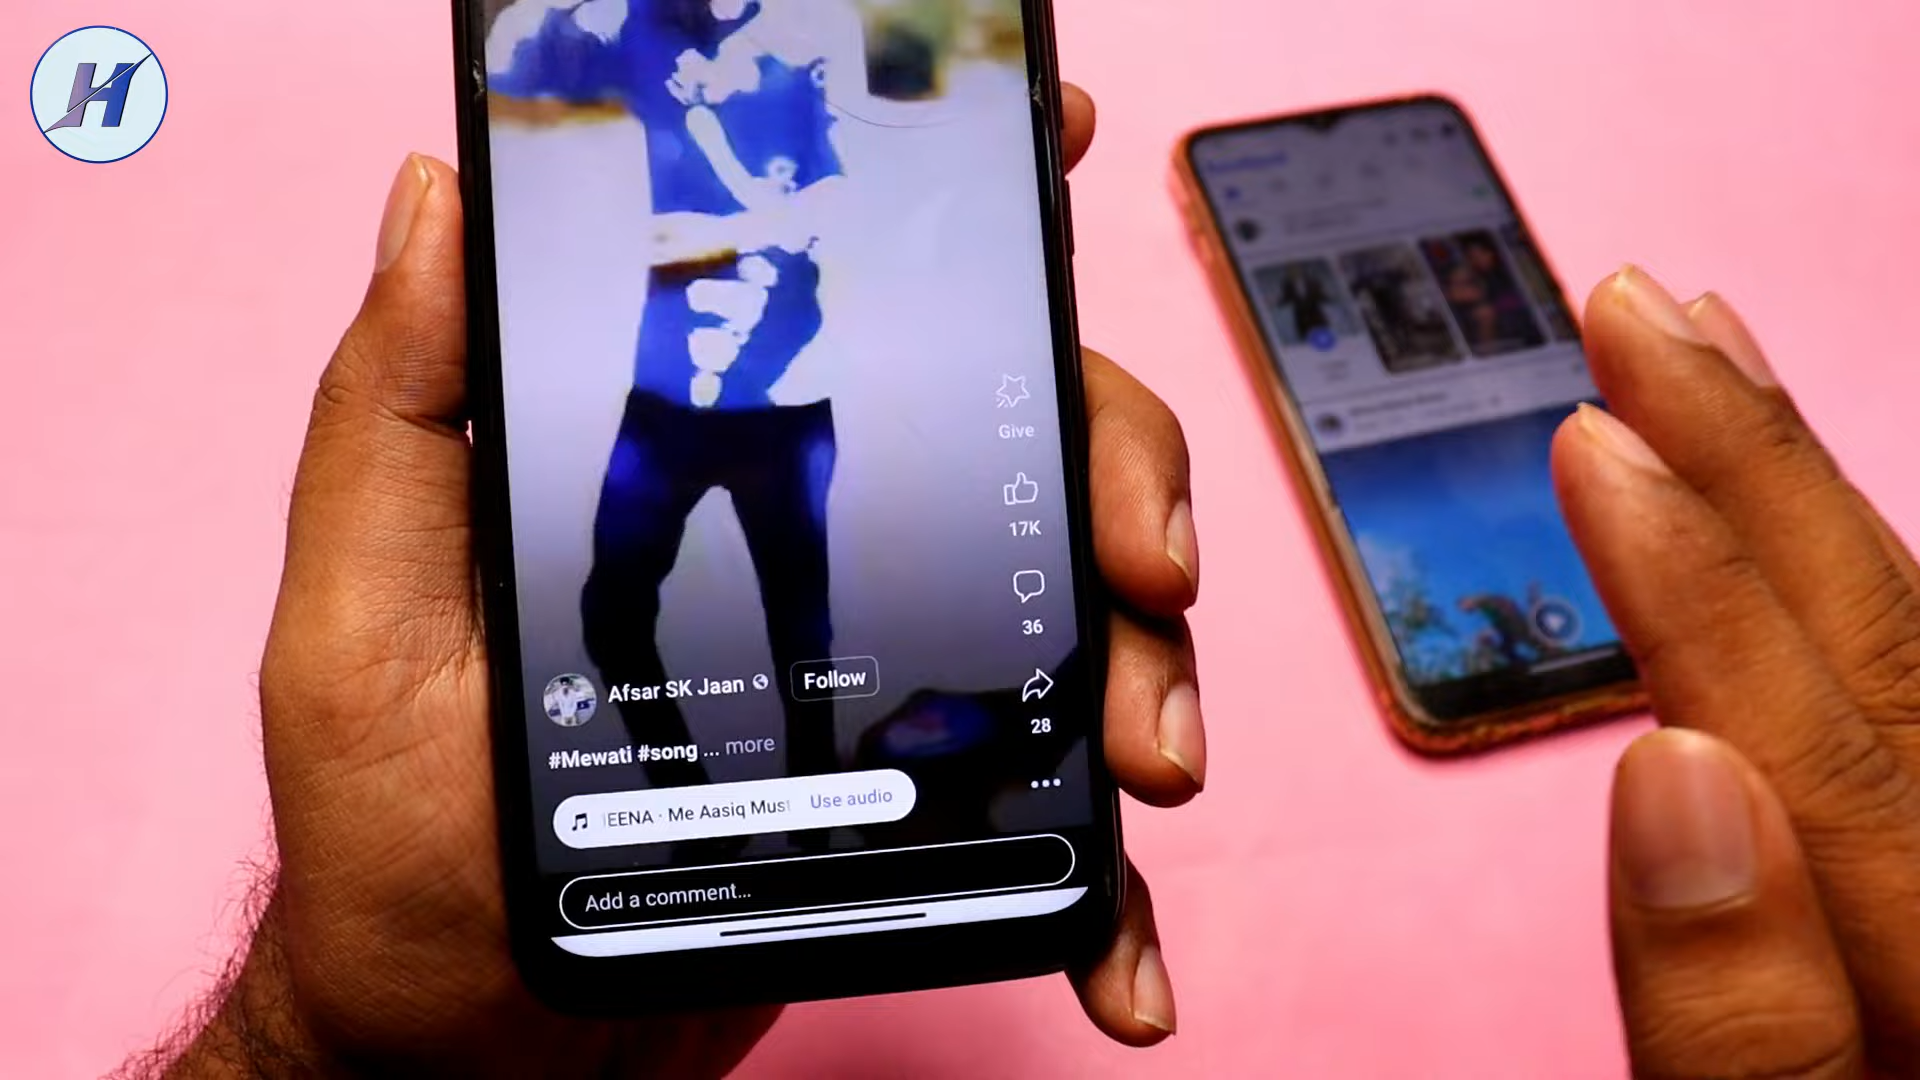 H
Give
17K
36
Afsar SK Jaan
Follow
28
#Mewati #song ... more
EENA · Me Aasiq Must
Use audio
Add a comment...